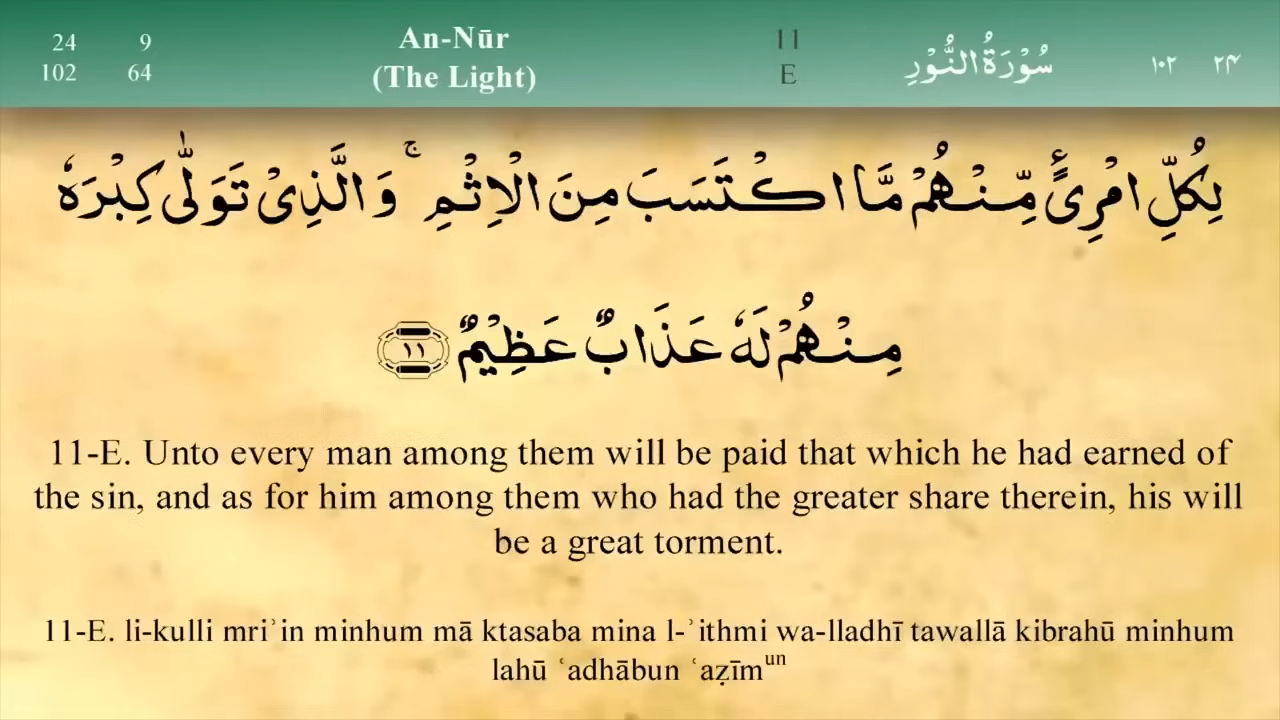 24 9 An-Nūr 11 سُوْرَةُ النُّوْرِ ١٠٢ ٢٤
102 64 (The Light) E
لِكُلِّ امْرِئٍ مِّنْهُمْ مَّا اكْتَسَبَ مِنَ الْاِثْمِ ۚ وَالَّذِىْ تَوَلّٰى كِبْرَهٗ
مِنْهُمْ لَهٗ عَذَابٌ عَظِيْمٌ ١١
11-E. Unto every man among them will be paid that which he had earned of
the sin, and as for him among them who had the greater share therein, his will
be a great torment.
11-E. li-kulli mriʾin minhum mā ktasaba mina l-ʾithmi wa-lladhī tawallā kibrahū minhum
lahū ʿadhābun ʿaẓīmun